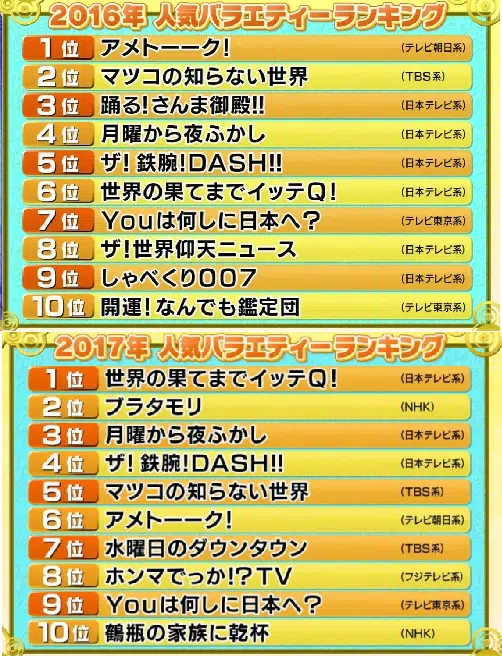 2016年 人気バラエティーランキング
1位 アメトーーク! (テレビ朝日系)
2位 マツコの知らない世界 (TBS系)
3位 踊る!さんま御殿!! (日本テレビ系)
4位 月曜から夜ふかし (日本テレビ系)
5位 ザ!鉄腕!DASH!! (日本テレビ系)
6位 世界の果てまでイッテQ! (日本テレビ系)
7位 Youは何しに日本へ? (テレビ東京系)
8位 ザ!世界仰天ニュース (日本テレビ系)
9位 しゃべくり007 (日本テレビ系)
10位 開運!なんでも鑑定団 (テレビ東京系)
2017年 人気バラエティーランキング
1位 世界の果てまでイッテQ! (日本テレビ系)
2位 ブラタモリ (NHK)
3位 月曜から夜ふかし (日本テレビ系)
4位 ザ!鉄腕!DASH!! (日本テレビ系)
5位 マツコの知らない世界 (TBS系)
6位 アメトーーク! (テレビ朝日系)
7位 水曜日のダウンタウン (TBS系)
8位 ホンマでっか!?TV (フジテレビ系)
9位 Youは何しに日本へ? (テレビ東京系)
10位 鶴瓶の家族に乾杯 (NHK)